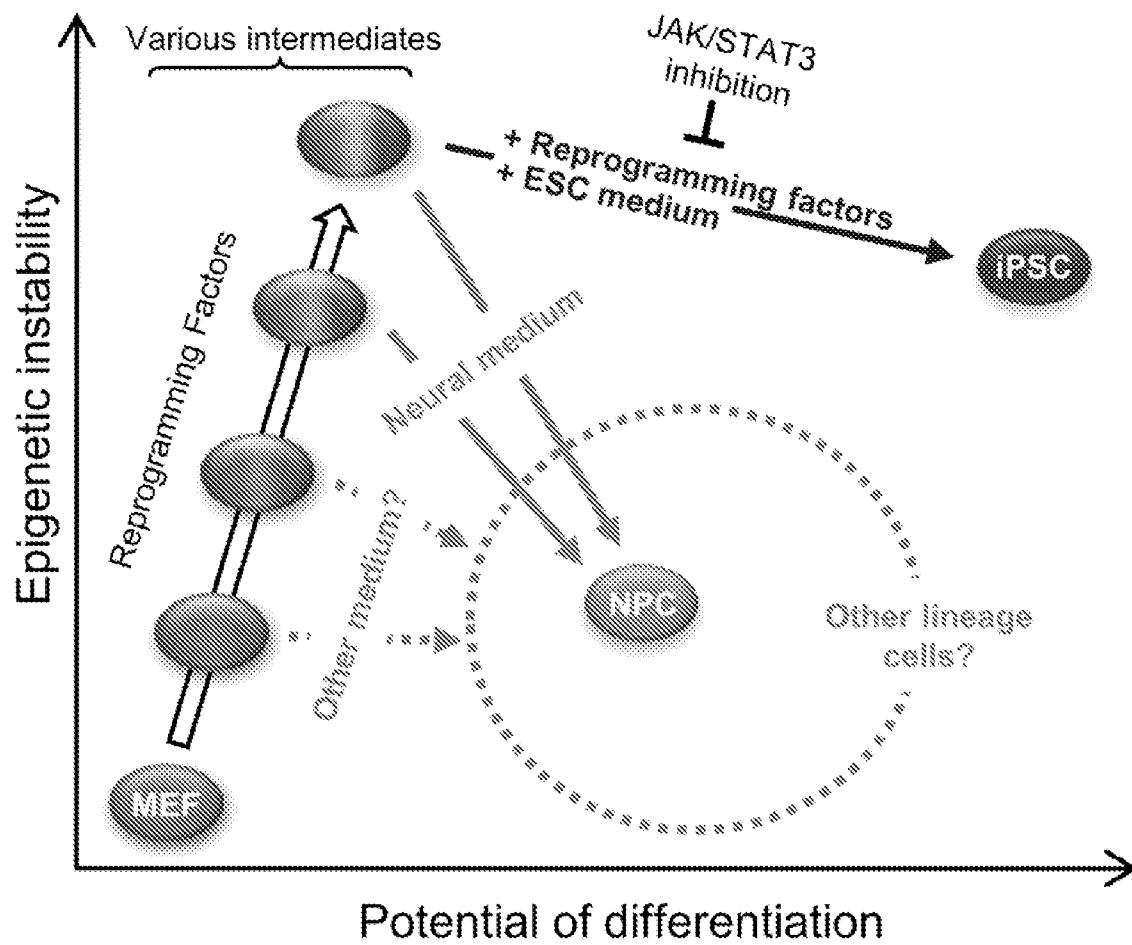 Various intermediates
JAK/STAT3
inhibition
+ Reprogramming factors
+ ESC medium
iPSC
Reprogramming Factors
Neural medium
Other medium?
NPC
Other lineage
cells?
MEF
Epigenetic instability
Potential of differentiation